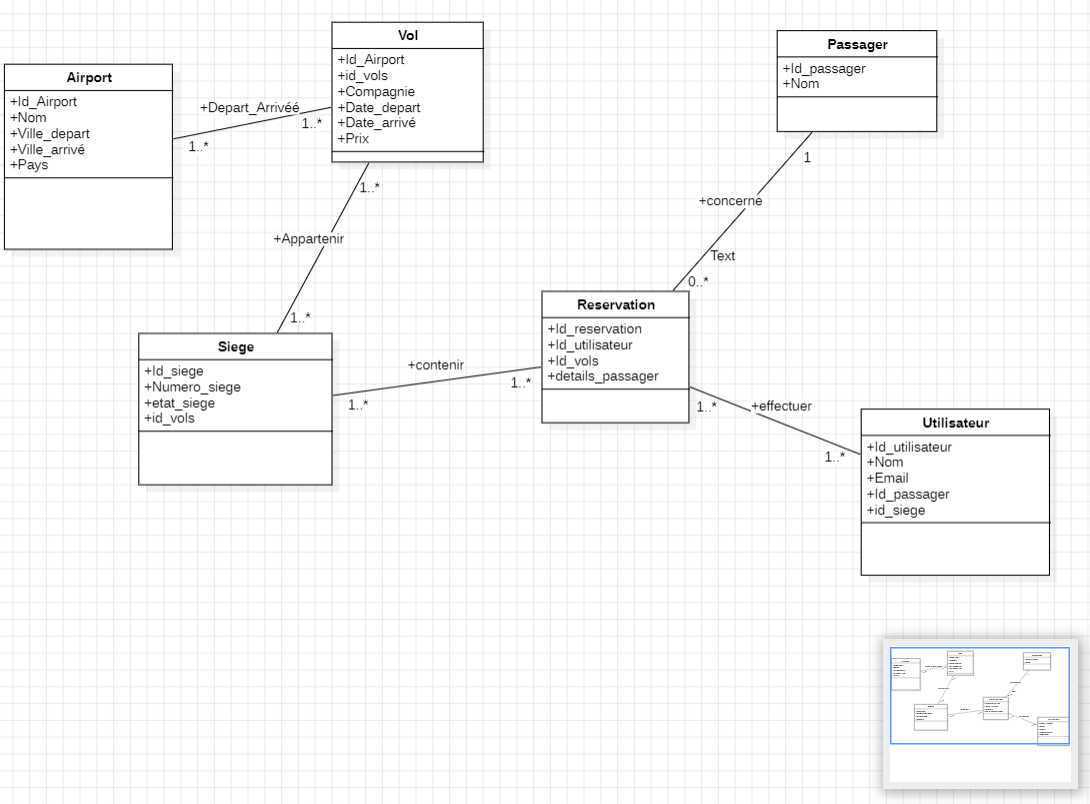 Airport
+Id_Airport
+Nom
+Ville_depart
+Ville_arrivé
+Pays
+Depart_Arrivéé
1..*
1..*
Vol
+Id_Airport
+id_vols
+Compagnie
+Date_depart
+Date_arrivé
+Prix
1..*
+Appartenir
1..*
Passager
+Id_passager
+Nom
1
+concerne
Text
0..*
Siege
+Id_siege
+Numero_siege
+etat_siege
+id_vols
+contenir
1..*
1..*
Reservation
+Id_reservation
+Id_utilisateur
+Id_vols
+details_passager
1..*
+effectuer
1..*
Utilisateur
+Id_utilisateur
+Nom
+Email
+Id_passager
+id_siege